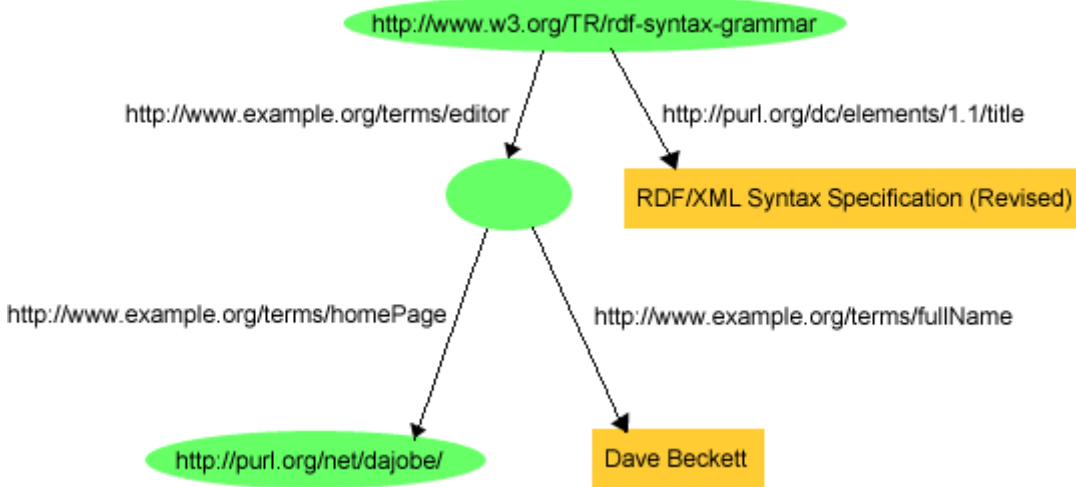 http://www.w3.org/TR/rdf-syntax-grammar
http://www.example.org/terms/editor
http://purl.org/dc/elements/1.1/title
RDF/XML Syntax Specification (Revised)
http://www.example.org/terms/homePage
http://www.example.org/terms/fullName
http://purl.org/net/dajobe/
Dave Beckett